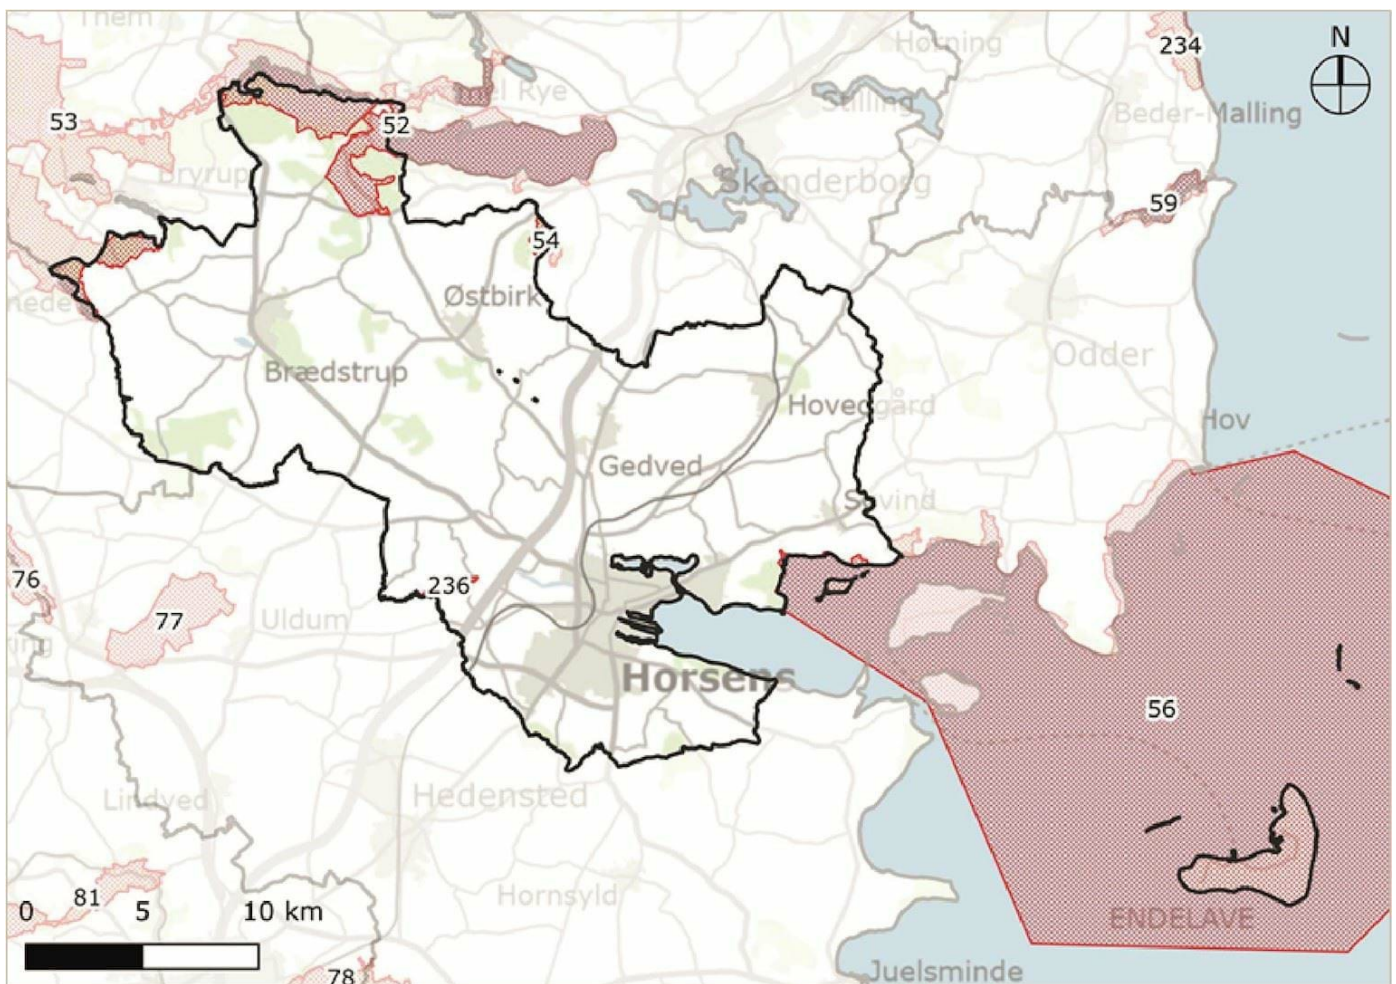 Them
Hørning
234
N
Rye
Stilling
53
52
Beder-Malling
Bryrup
Skanderborg
59
54
Østbirk
Odder
Brædstrup
Hovedgård
Hov
Gedved
Søvind
76
236
77
Uldum
Horsens
56
Lindved
Hedensted
81
Hornsyld
0 5 10 km
ENDELAVE
78
Juelsminde